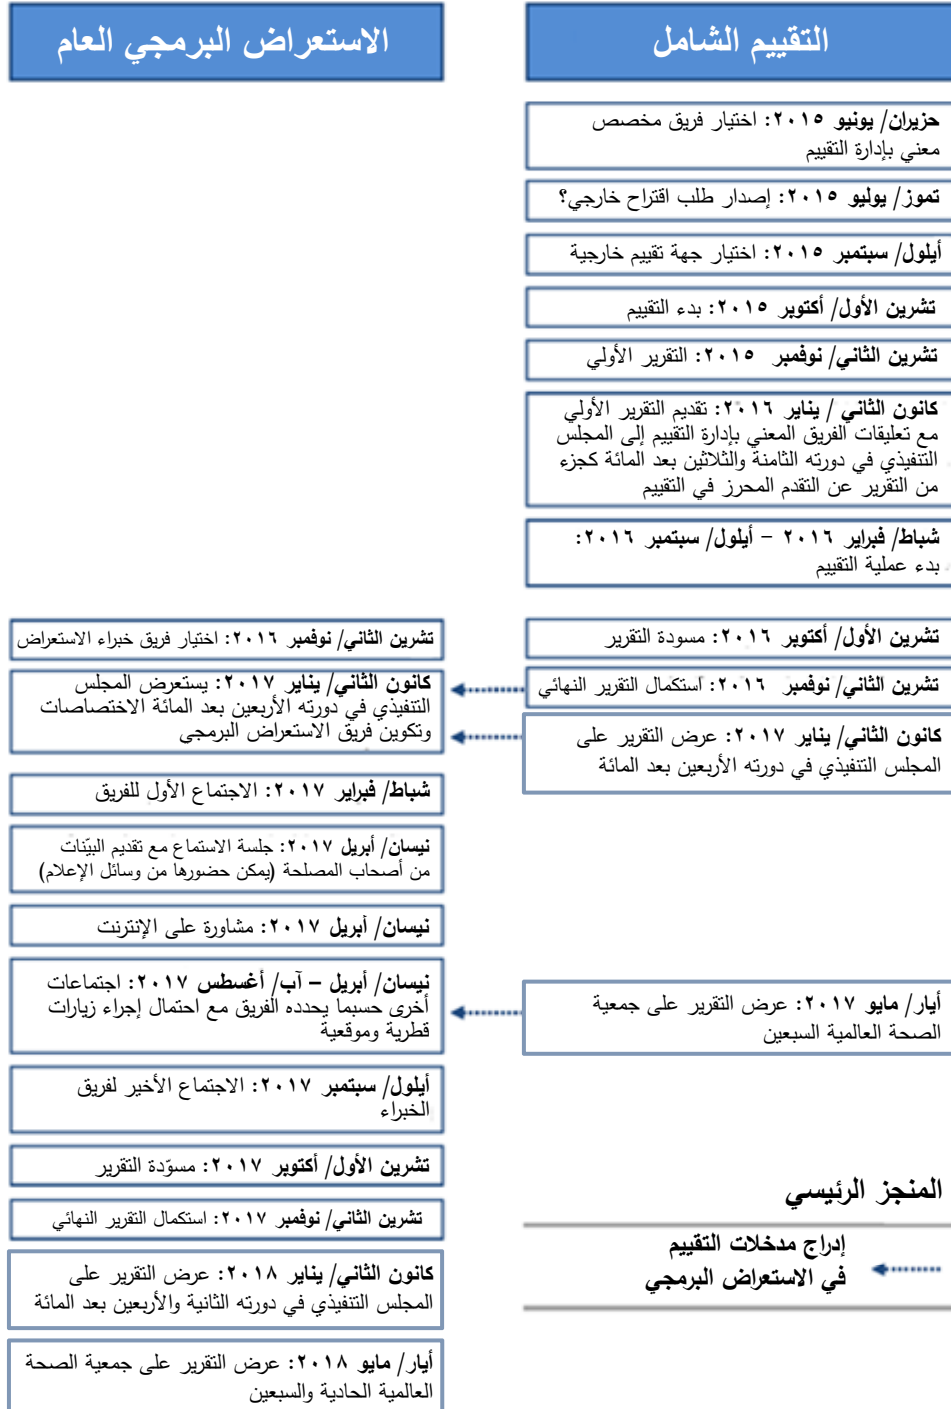 التقييم الشامل
حزيران/ يونيو ٢٠١٥: اختيار فريق مخصص
معني بإدارة التقييم
تموز/ يوليو ٢٠١٥: إصدار طلب اقتراح خارجي؟
أيلول/ سبتمبر ٢٠١٥: اختيار جهة تقييم خارجية
تشرين الأول/ أكتوبر ٢٠١٥: بدء التقييم
تشرين الثاني/ نوفمبر ٢٠١٥: التقرير الأولي
كانون الثاني / يناير ٢٠١٦: تقديم التقرير الأولي
مع تعليقات الفريق المعني بإدارة التقييم إلى المجلس
التنفيذي في دورته الثامنة والثلاثين بعد المائة كجزء
من التقرير عن التقدم المحرز في التقييم
شباط/ فبراير ٢٠١٦ – أيلول/ سبتمبر ٢٠١٦:
بدء عملية التقييم
تشرين الأول/ أكتوبر ٢٠١٦: مسودة التقرير
تشرين الثاني/ نوفمبر ٢٠١٦: استكمال التقرير النهائي
كانون الثاني/ يناير ٢٠١٧: عرض التقرير على
المجلس التنفيذي في دورته الأربعين بعد المائة
أيار/ مايو ٢٠١٧: عرض التقرير على جمعية
الصحة العالمية السبعين
المنجز الرئيسي
إدراج مدخلات التقييم
في الاستعراض البرمجي
الاستعراض البرمجي العام
تشرين الثاني/ نوفمبر ٢٠١٦: اختيار فريق خبراء الاستعراض
كانون الثاني/ يناير ٢٠١٧: يستعرض المجلس
التنفيذي في دورته الأربعين بعد المائة الاختصاصات
وتكوين فريق الاستعراض البرمجي
شباط/ فبراير ٢٠١٧: الاجتماع الأول للفريق
نيسان/ أبريل ٢٠١٧: جلسة الاستماع مع تقديم البيّنات
من أصحاب المصلحة (يمكن حضورها من وسائل الإعلام)
نيسان/ أبريل ٢٠١٧: مشاورة على الإنترنت
نيسان/ أبريل – آب/ أغسطس ٢٠١٧: اجتماعات
أخرى حسبما يحدده الفريق مع احتمال إجراء زيارات
قطرية وموقعية
أيلول/ سبتمبر ٢٠١٧: الاجتماع الأخير لفريق
الخبراء
تشرين الأول/ أكتوبر ٢٠١٧: مسوّدة التقرير
تشرين الثاني/ نوفمبر ٢٠١٧: استكمال التقرير النهائي
كانون الثاني/ يناير ٢٠١٨: عرض التقرير على
المجلس التنفيذي في دورته الثانية والأربعين بعد المائة
أيار/ مايو ٢٠١٨: عرض التقرير على جمعية الصحة
العالمية الحادية والسبعين